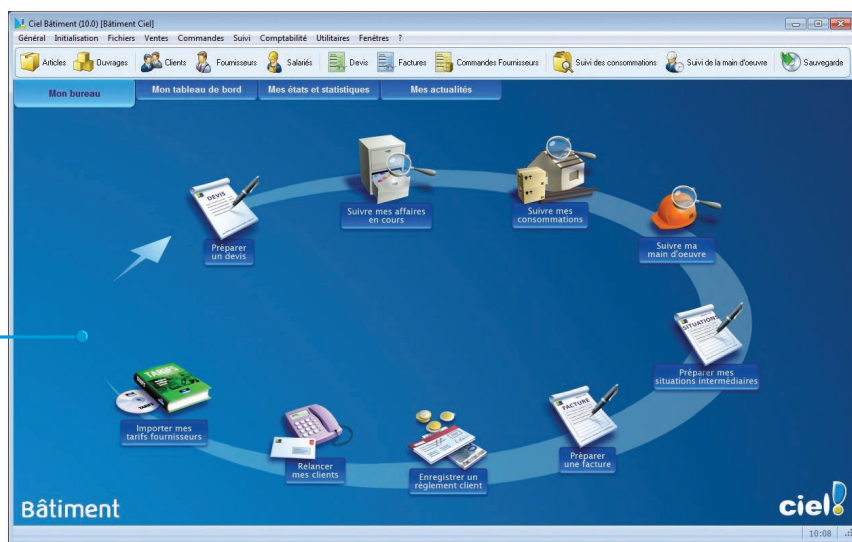 Ciel Bâtiment (10.0) [Bâtiment Ciel]
Général Initialisation Fichiers Ventes Commandes Suivi Comptabilité Utilitaires Fenêtres ?
Articles Ouvrages Clients Fournisseurs Salariés Devis Factures Commandes Fournisseurs Suivi des consommations Suivi de la main d'oeuvre Sauvegarde
Mon bureau Mon tableau de bord Mes états et statistiques Mes actualités
DEVIS
Préparer
un devis
Suivre mes affaires
en cours
Suivre mes
consommations
Suivre ma
main d'oeuvre
SITUATIONS
Préparer mes
situations intermédiaires
FACTURE
Préparer
une facture
Enregistrer un
réglement client
Relancer
mes clients
TARIFS
Importer mes
tarifs fournisseurs
Bâtiment
ciel!
10:08